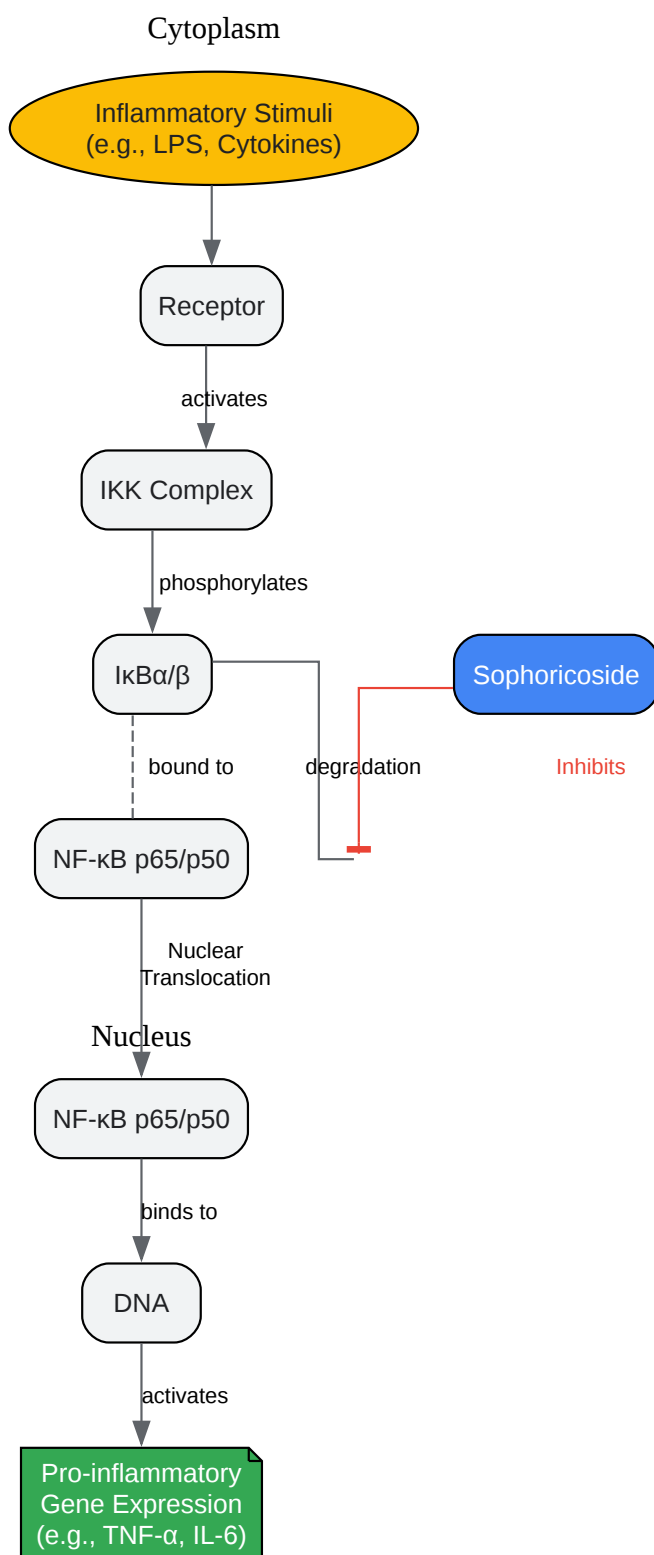 Cytoplasm
Inflammatory Stimuli
(e.g., LPS, Cytokines)
Receptor
activates
IKK Complex
phosphorylates
IκBα/β
Sophoricoside
bound to
degradation
Inhibits
NF-κB p65/p50
Nuclear
Translocation
Nucleus
NF-κB p65/p50
binds to
DNA
activates
Pro-inflammatory
Gene Expression
(e.g., TNF-α, IL-6)